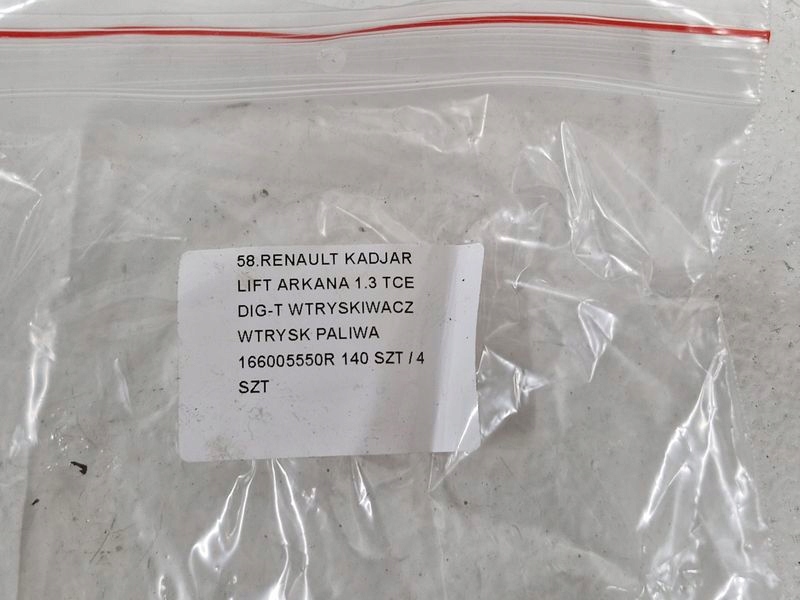 58.RENAULT KADJAR
LIFT ARKANA 1.3 TCE
DIG-T WTRYSKIWACZ
WTRYSK PALIWA
166005550R 140 SZT / 4
SZT